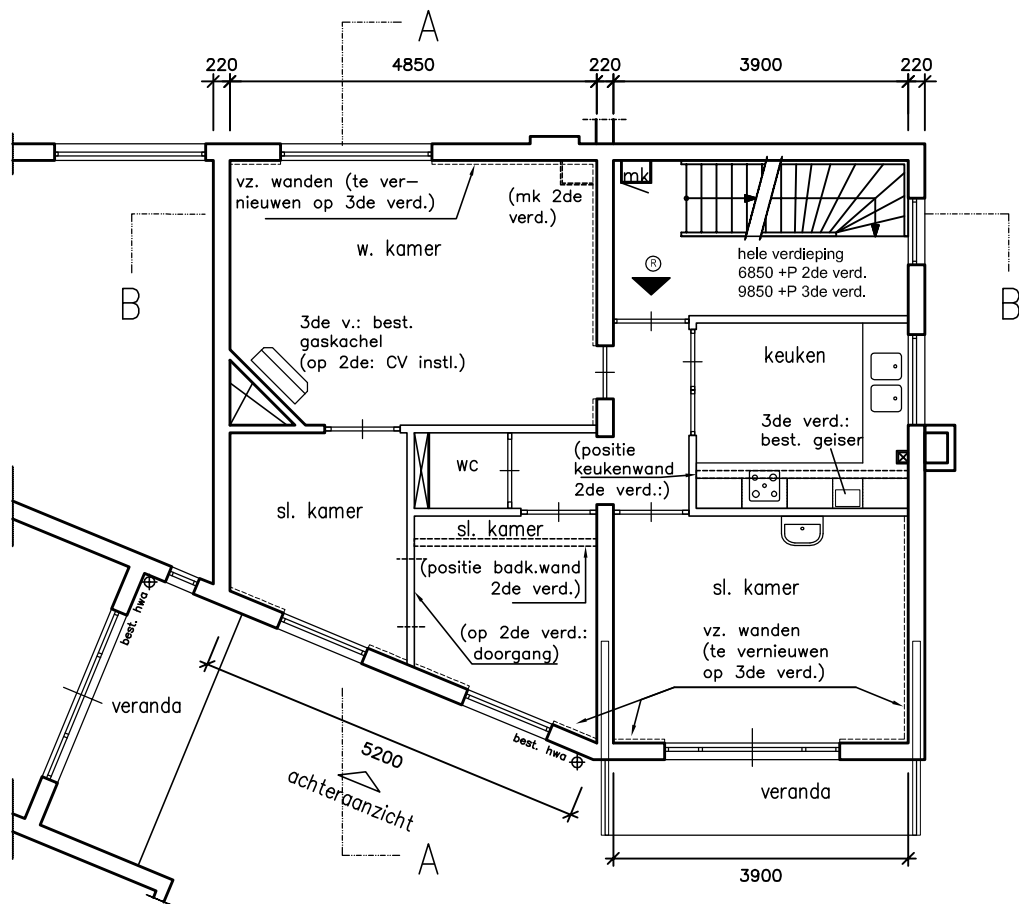 A
220
4850
220
3900
220
vz. wanden (te ver–
nieuwen op 3de verd.)
(mk 2de
verd.)
mk
w. kamer
B
hele verdieping
6850 +P 2de verd.
9850 +P 3de verd.
R
B
3de v.: best.
gaskachel
(op 2de: CV instl.)
keuken
3de verd.:
best. geiser
wc
(positie
keukenwand
2de verd.:)
sl. kamer
sl. kamer
(positie badk.wand
2de verd.)
sl. kamer
(op 2de verd.:
doorgang)
vz. wanden
(te vernieuwen
op 3de verd.)
best. hwa
veranda
best. hwa
5200
achteraanzicht
veranda
A
3900